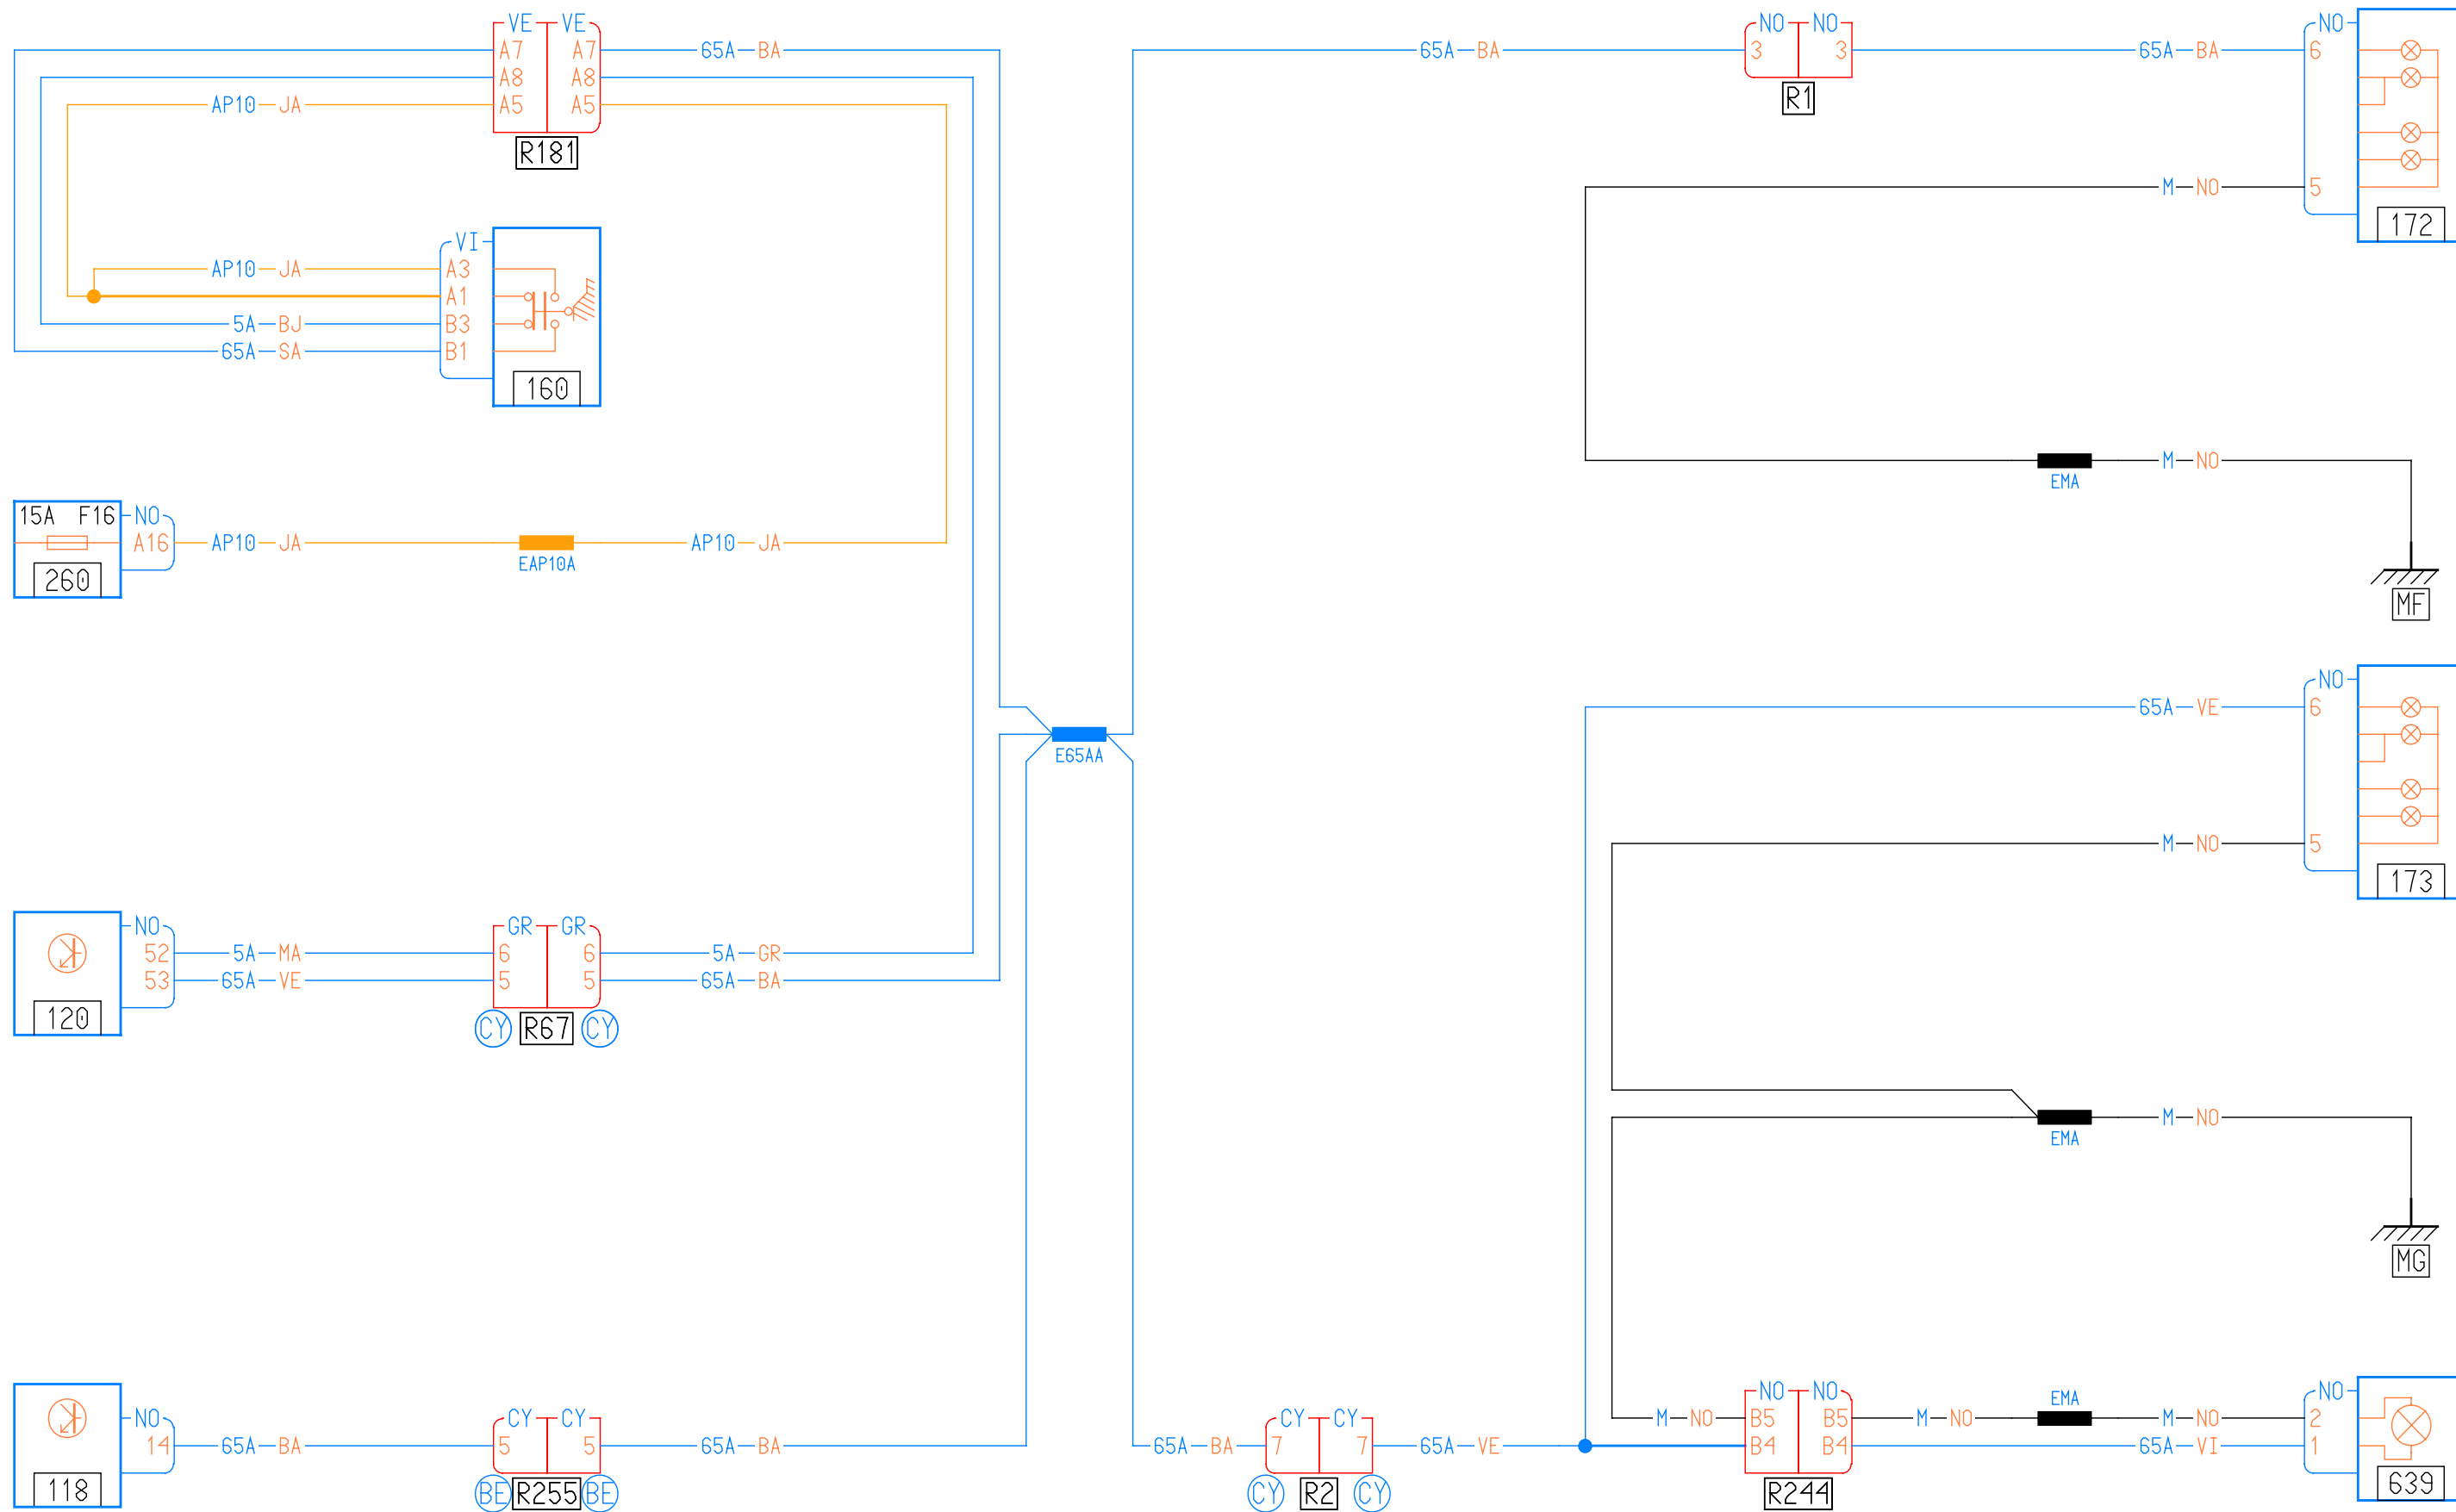 VE VE NO NO NO
A7 A7 65A BA 65A BA 3 3 65A BA 6
A8 A8
AP10 JA A5 A5
R1
R181
M NO 5
172
VI
AP10 JA A3
A1
5A BJ B3
65A SA B1
160
M NO
EMA
15A F16 NO
A16 AP10 JA AP10 JA
EAP10A
260
MF
NO
65A VE 6
E65AA
M NO 5
173
NO GR GR
52 5A MA 6 6 5A GR
53 65A VE 5 5 65A BA
120 CY R67 CY
M NO
EMA
MG
NO NO EMA NO
NO CY CY CY CY M NO B5 B5 M NO M NO 2
14 65A BA 5 5 65A BA 65A BA 7 7 65A VE B4 B4 65A VI 1
118 BE R255 BE CY R2 CY R244 639